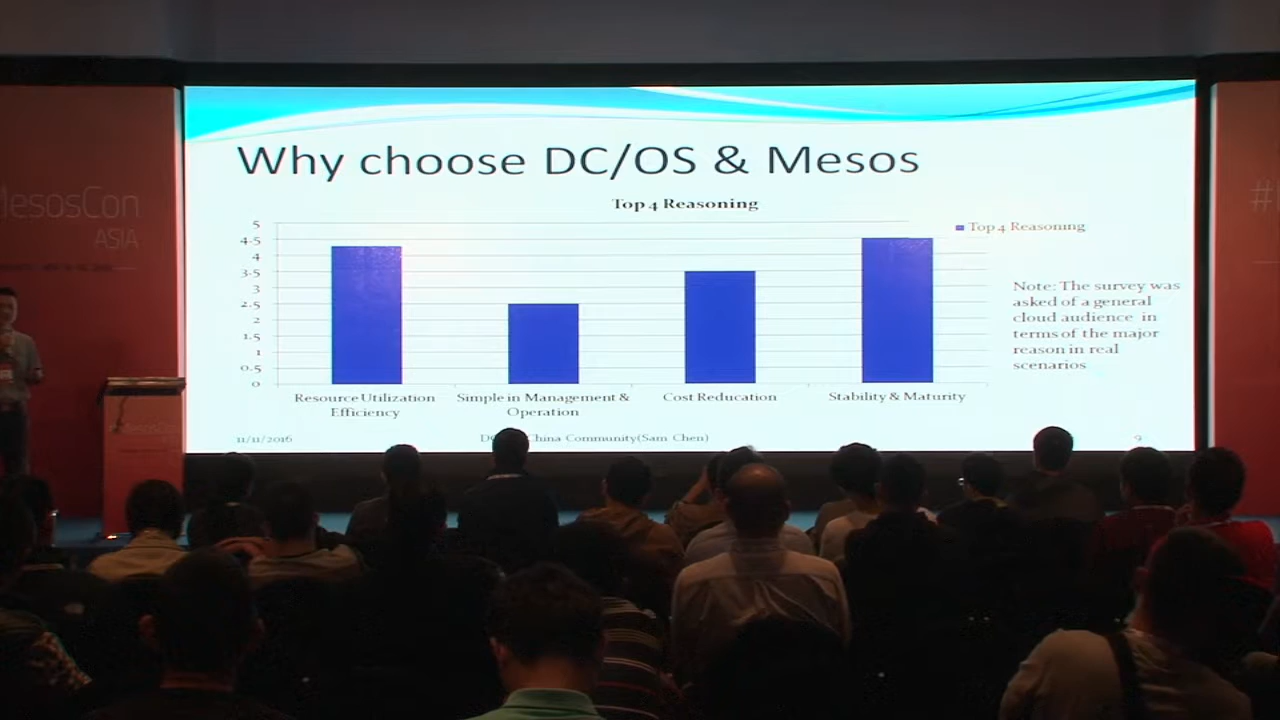 Why choose DC/OS & Mesos
Top 4 Reasoning
5
4.5
4
3.5
3
2.5
2
1.5
1
0.5
0
Top 4 Reasoning
Resource Utilization
Efficiency
Simple in Management &
Operation
Cost Reducation
Stability & Maturity
Note: The survey was
asked of a general
cloud audience in
terms of the major
reason in real
scenarios
11/11/2016
China Community(Sam Chen)
9
MesosCon
ASIA
#